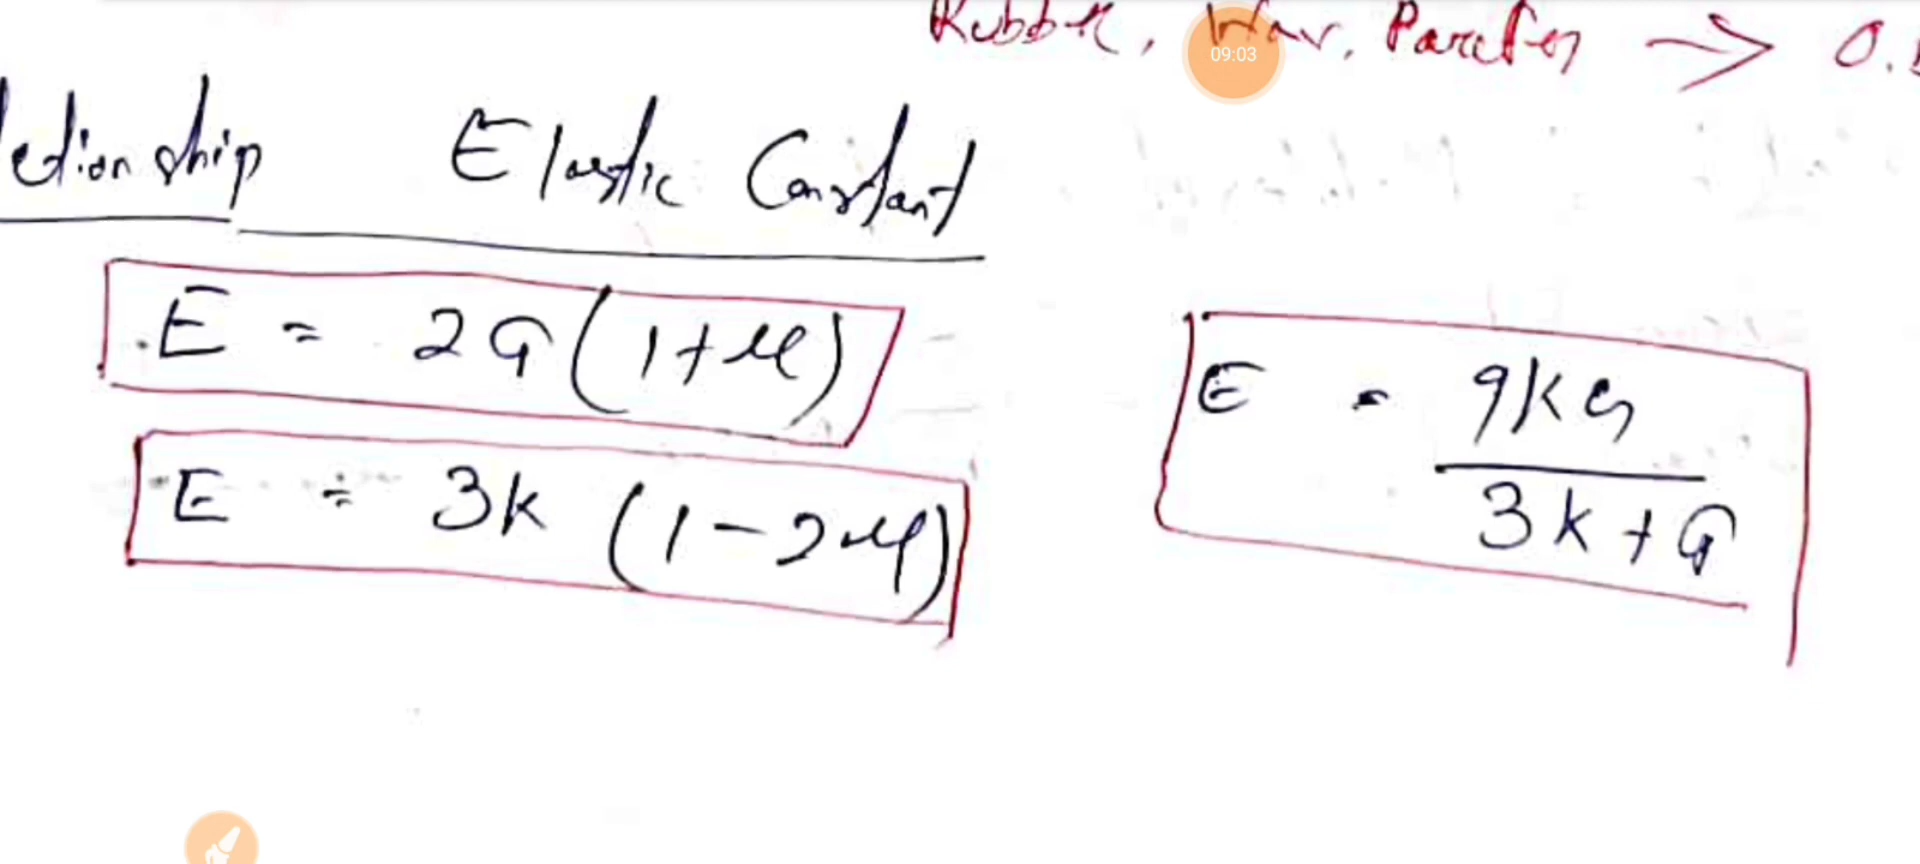 Rubber, Wax, Paraffin → 0.
09:03
lationship Elastic Constant
E = 2G(1+μ)
E = 3k (1-2μ)
E = 9KG / 3K+G